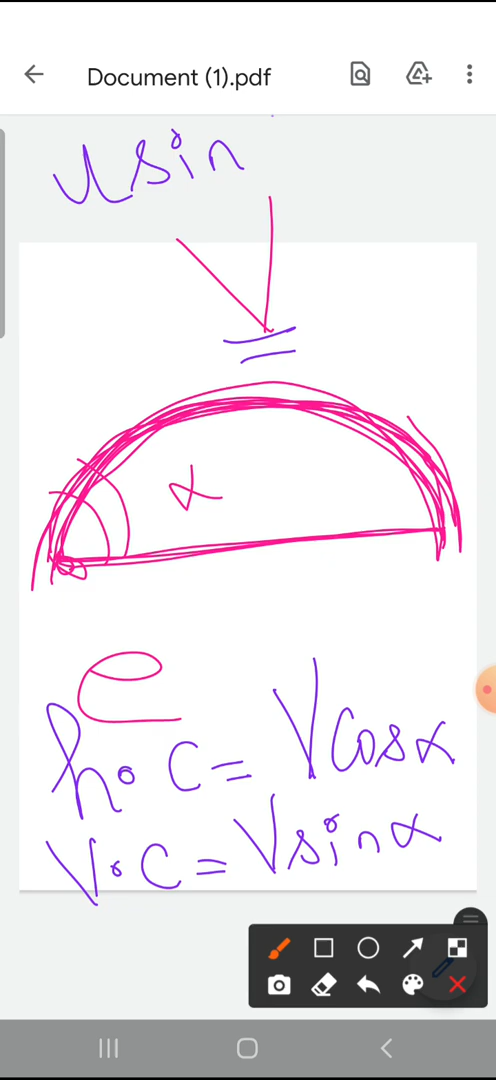 Document (1).pdf
usin
V
α
e
h. c = Vcosα
V. c = Vsinα